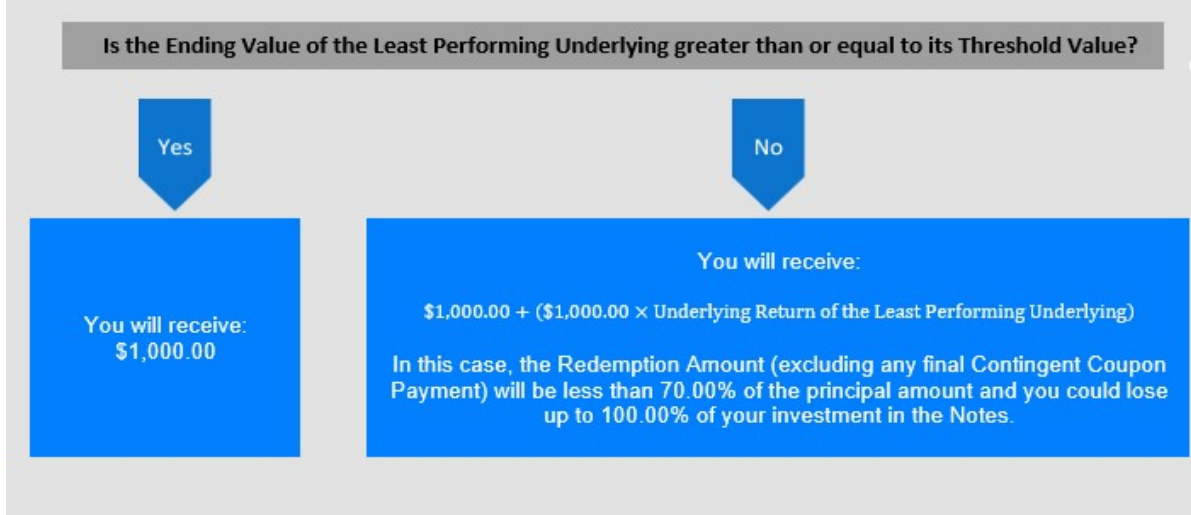 Is the Ending Value of the Least Performing Underlying greater than or equal to its Threshold Value?
Yes
No
You will receive:
$1,000.00
You will receive:
$1,000.00 + ($1,000.00 × Underlying Return of the Least Performing Underlying)
In this case, the Redemption Amount (excluding any final Contingent Coupon
Payment) will be less than 70.00% of the principal amount and you could lose
up to 100.00% of your investment in the Notes.